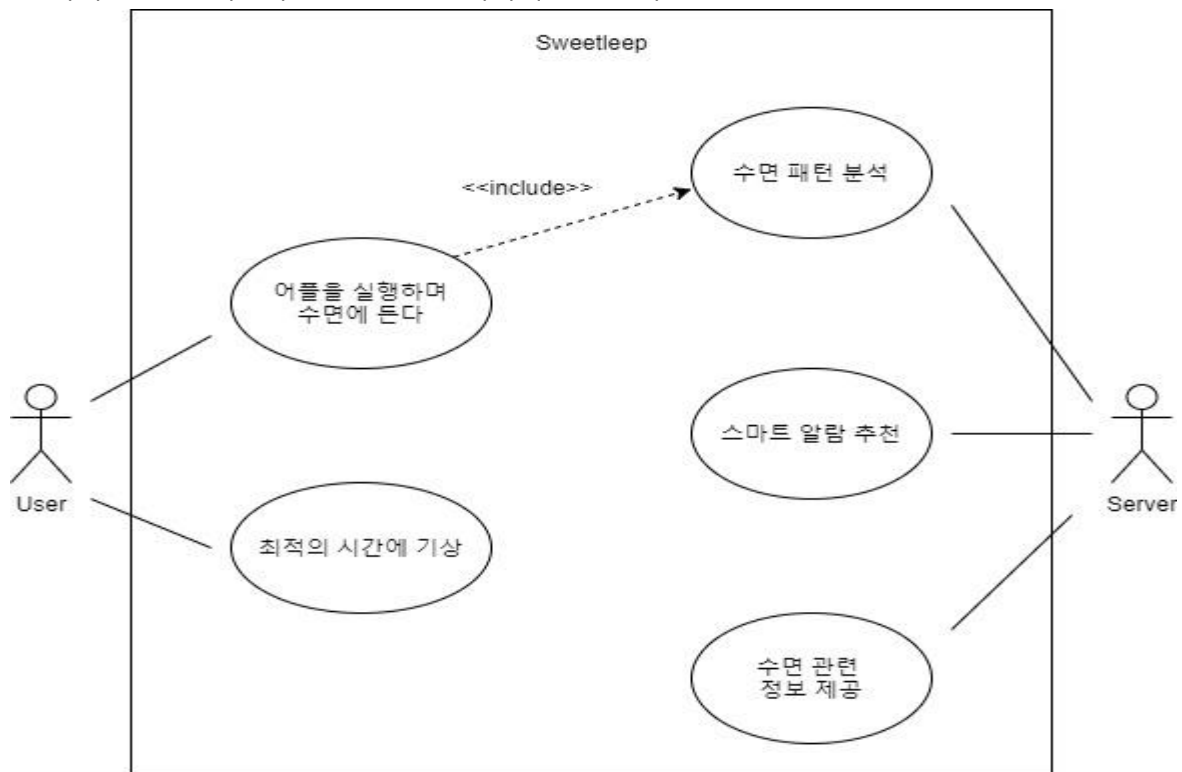 Sweetleep
수면 패턴 분석
<<include>>
어플을 실행하며
수면에 든다
스마트 알람 추천
User
Server
최적의 시간에 기상
수면 관련
정보 제공